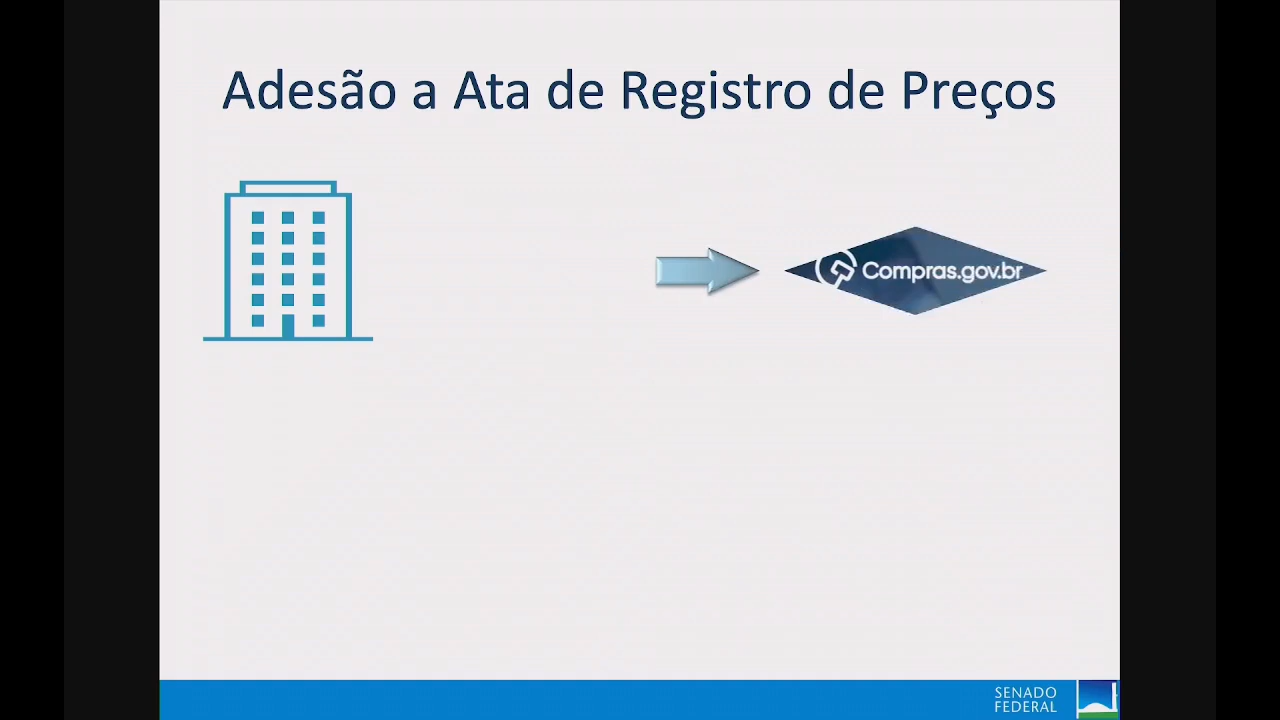 Adesão a Ata de Registro de Preços
Compras.gov.br
SENADO
FEDERAL